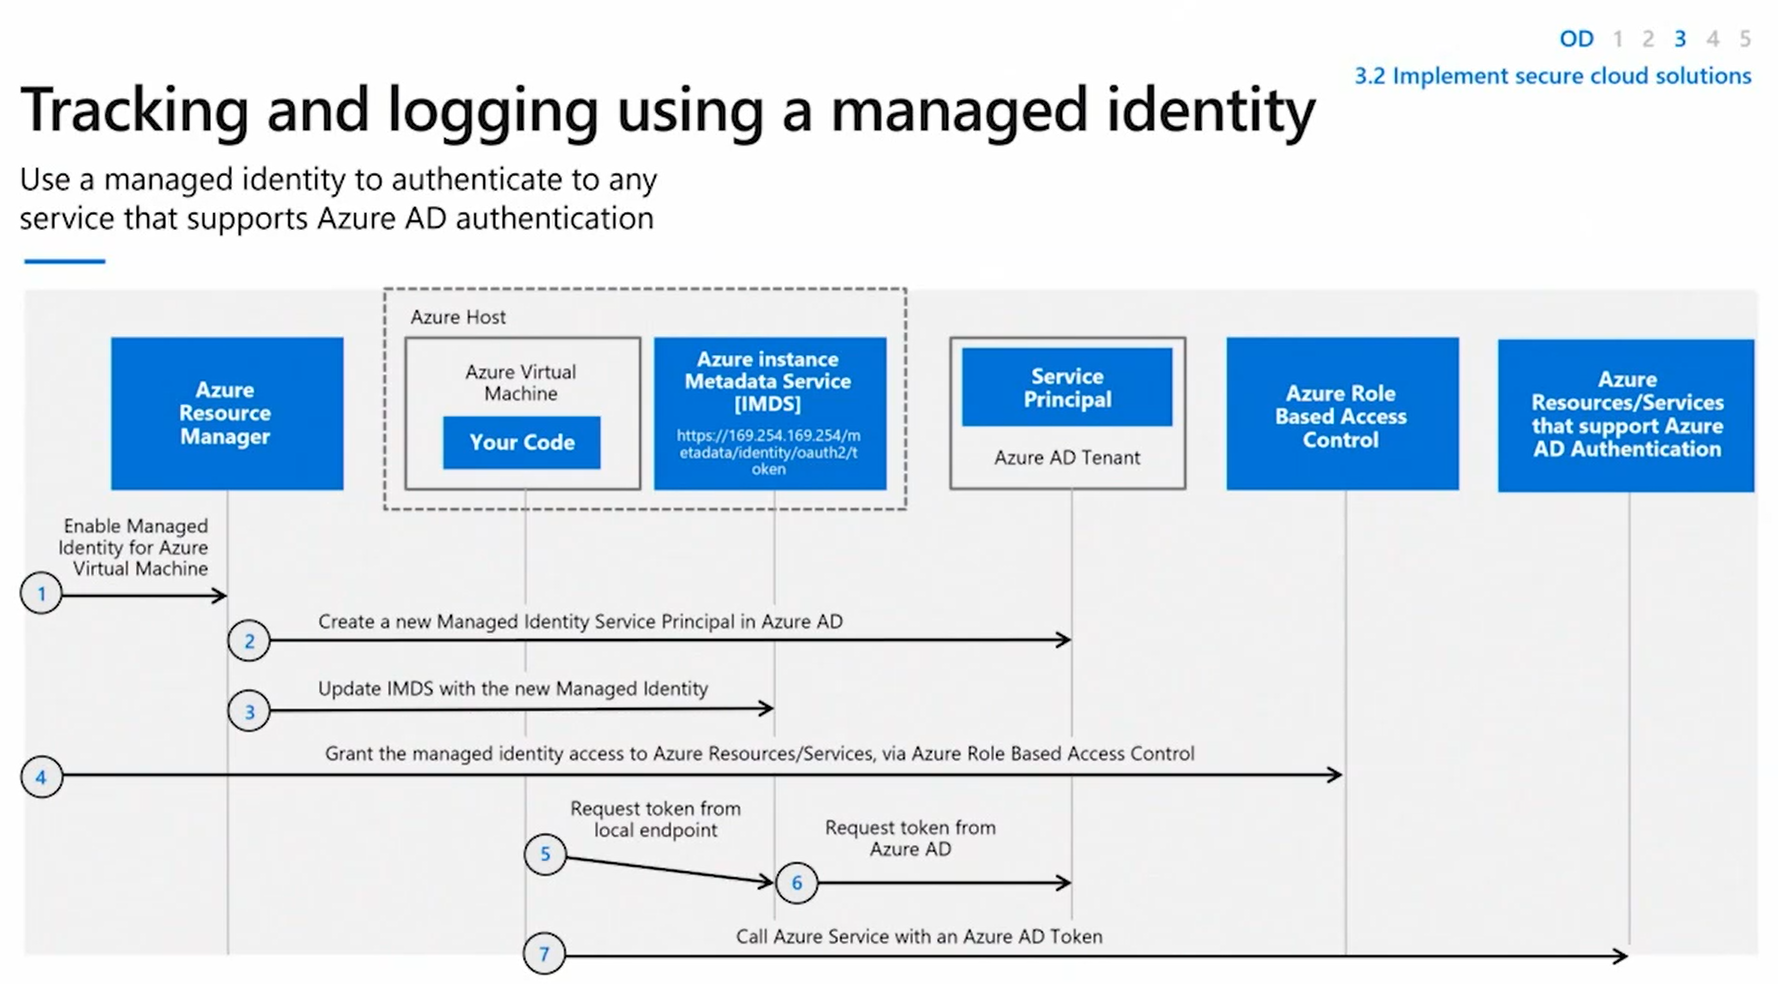 OD 1 2 3 4 5
3.2 Implement secure cloud solutions
Tracking and logging using a managed identity
Use a managed identity to authenticate to any
service that supports Azure AD authentication
Azure
Resource
Manager
Azure Host
Azure Virtual
Machine
Your Code
Azure instance
Metadata Service
[IMDS]
https://169.254.169.254/m
etadata/identity/oauth2/t
oken
Service
Principal
Azure AD Tenant
Azure Role
Based Access
Control
Azure
Resources/Services
that support Azure
AD Authentication
Enable Managed
Identity for Azure
Virtual Machine
1
Create a new Managed Identity Service Principal in Azure AD
2
Update IMDS with the new Managed Identity
3
Grant the managed identity access to Azure Resources/Services, via Azure Role Based Access Control
4
Request token from
local endpoint
5
Request token from
Azure AD
6
Call Azure Service with an Azure AD Token
7